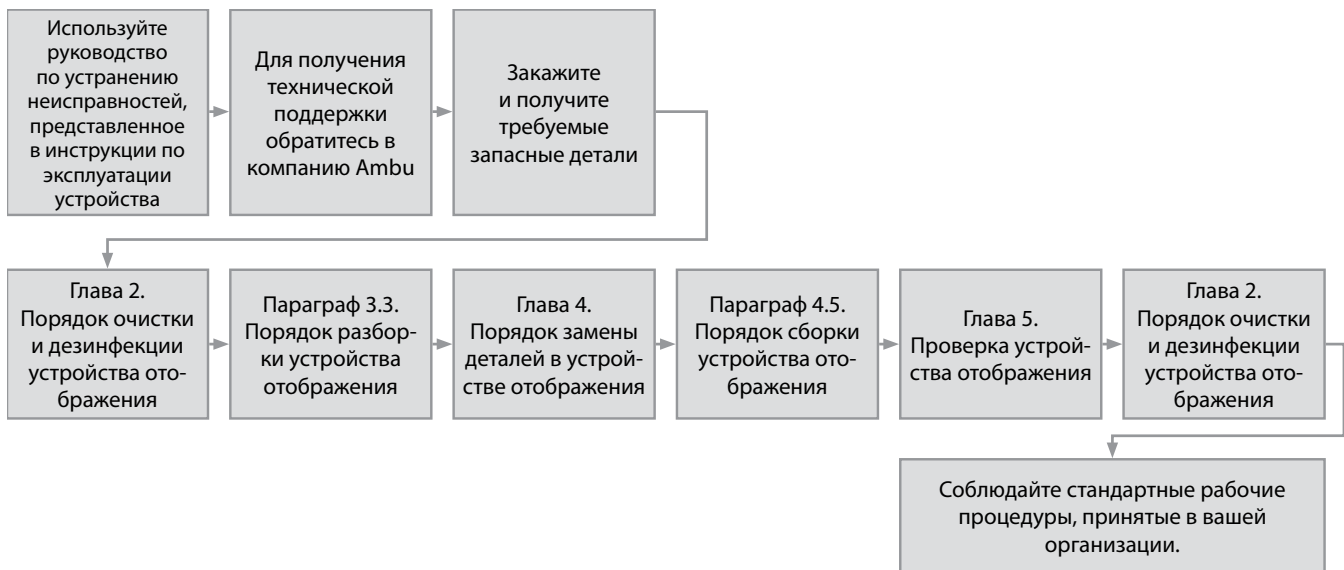 Используйте
руководство
по устранению
неисправностей,
представленное
в инструкции по
эксплуатации
устройства
Для получения
технической
поддержки
обратитесь в
компанию Ambu
Закажите
и получите
требуемые
запасные детали
Глава 2.
Порядок очистки
и дезинфекции
устройства ото-
бражения
Параграф 3.3.
Порядок разбор-
ки устройства
отображения
Глава 4.
Порядок замены
деталей в устрой-
стве отображения
Параграф 4.5.
Порядок сборки
устройства ото-
бражения
Глава 5.
Проверка устрой-
ства отображения
Глава 2.
Порядок очистки
и дезинфекции
устройства ото-
бражения
Соблюдайте стандартные рабочие
процедуры, принятые в вашей
организации.